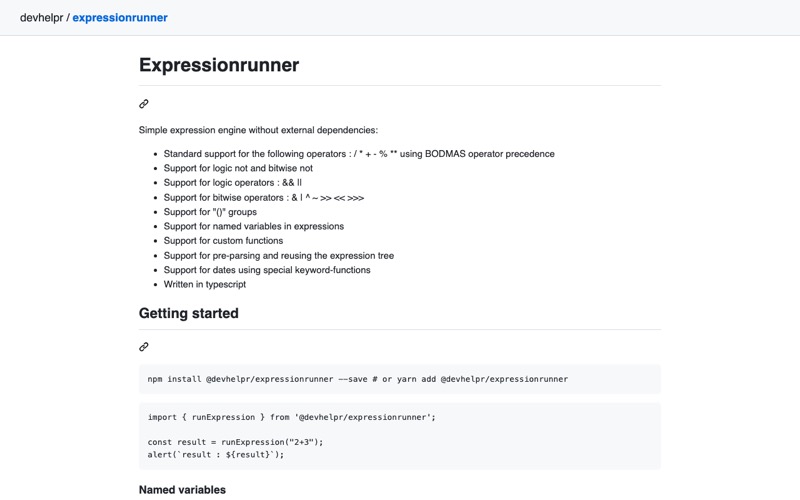 devhelpr / expressionrunner
Expressionrunner
Simple expression engine without external dependencies:
Standard support for the following operators : / * + - % ** using BODMAS operator precedence
Support for logic not and bitwise not
Support for logic operators : && ||
Support for bitwise operators : & | ^ ~ >> << >>>
Support for "()" groups
Support for named variables in expressions
Support for custom functions
Support for pre-parsing and reusing the expression tree
Support for dates using special keyword-functions
Written in typescript
Getting started
npm install @devhelpr/expressionrunner --save # or yarn add @devhelpr/expressionrunner
import { runExpression } from '@devhelpr/expressionrunner';
const result = runExpression("2+3");
alert(`result : ${result}`);
Named variables